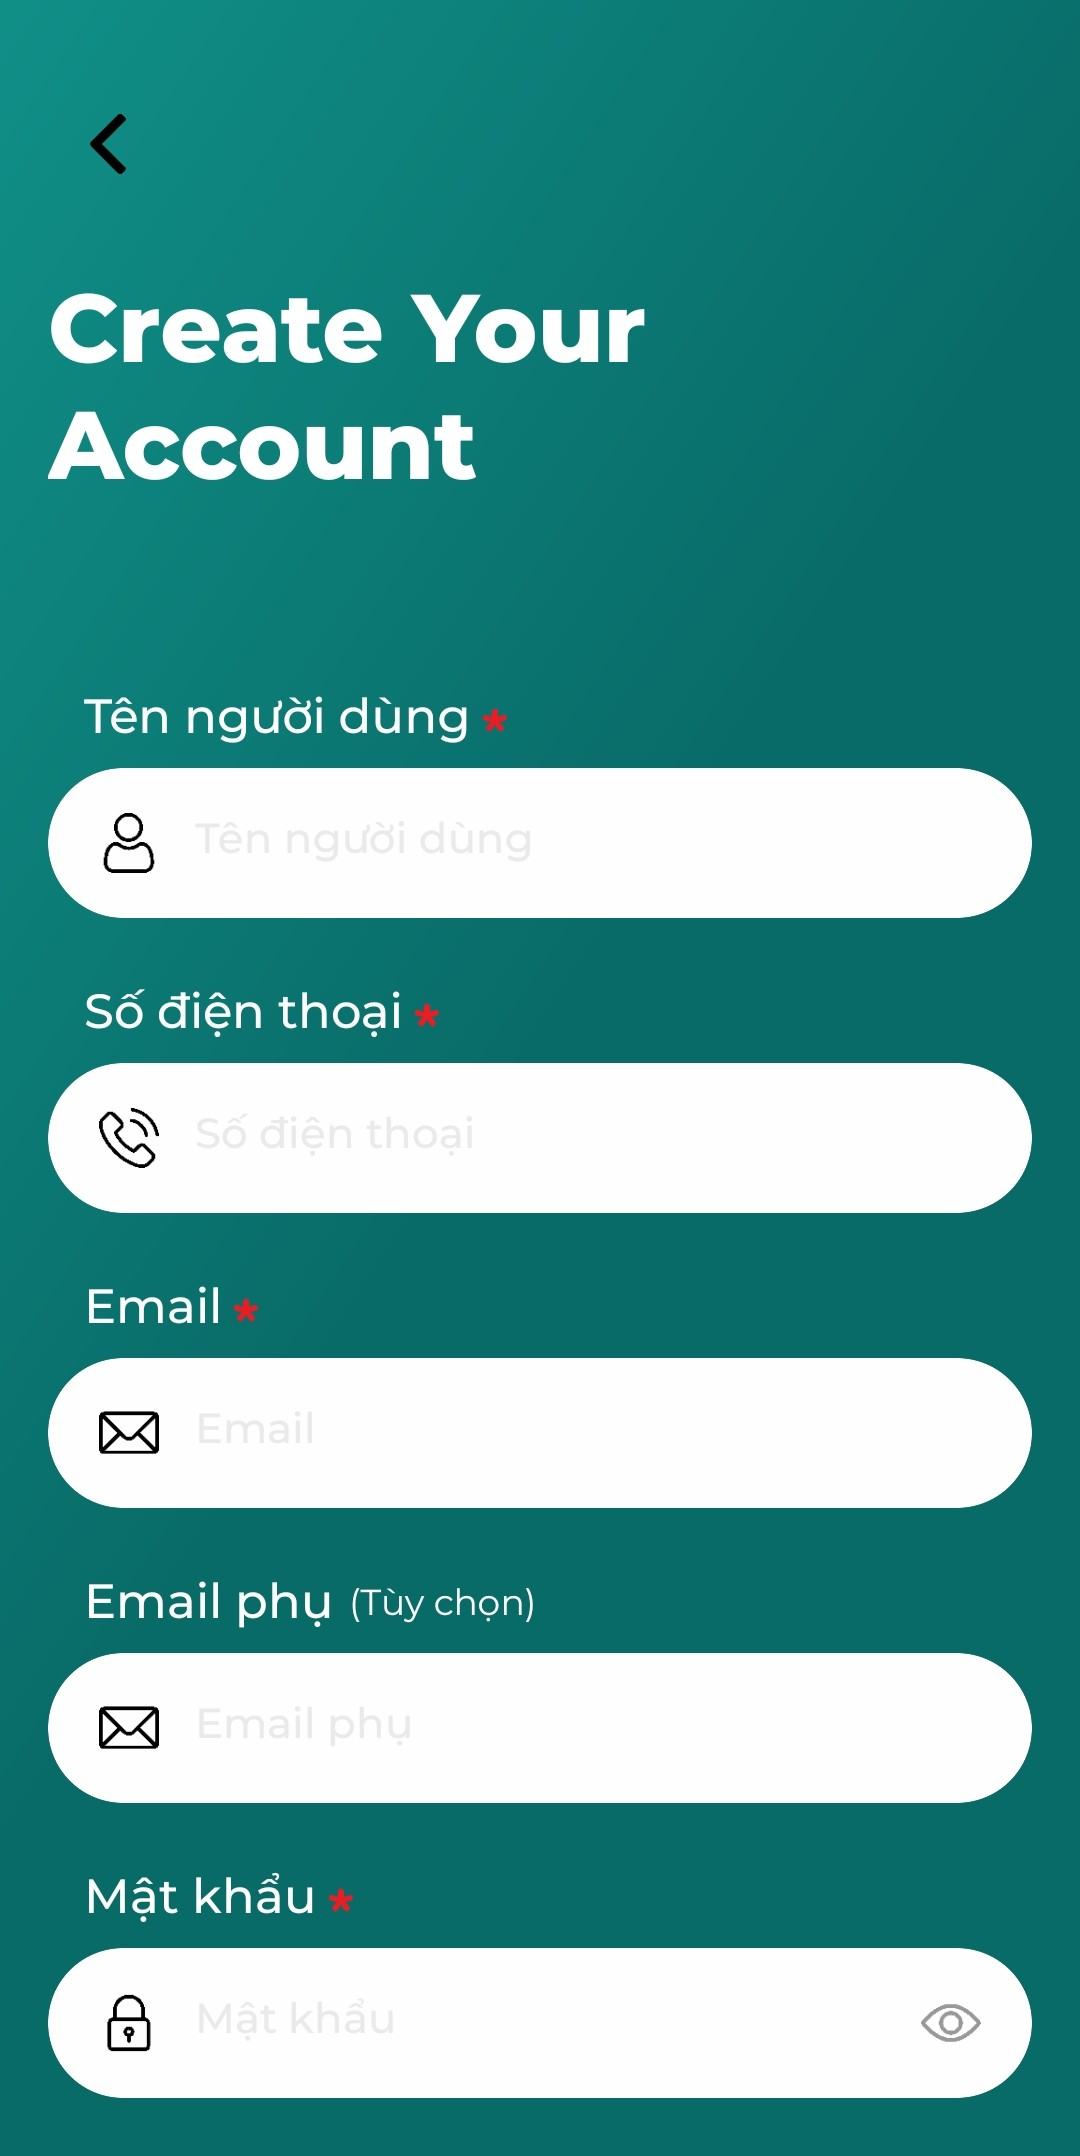 Create Your
Account
Tên người dùng *
Tên người dùng
Số điện thoại *
Số điện thoại
Email *
Email
Email phụ (Tùy chọn)
Email phụ
Mật khẩu *
Mật khẩu